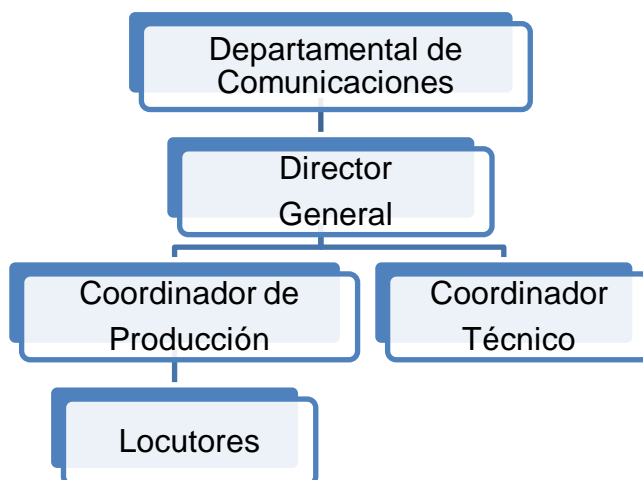 Departamental de
Comunicaciones
Director
General
Coordinador de
Producción
Coordinador
Técnico
Locutores